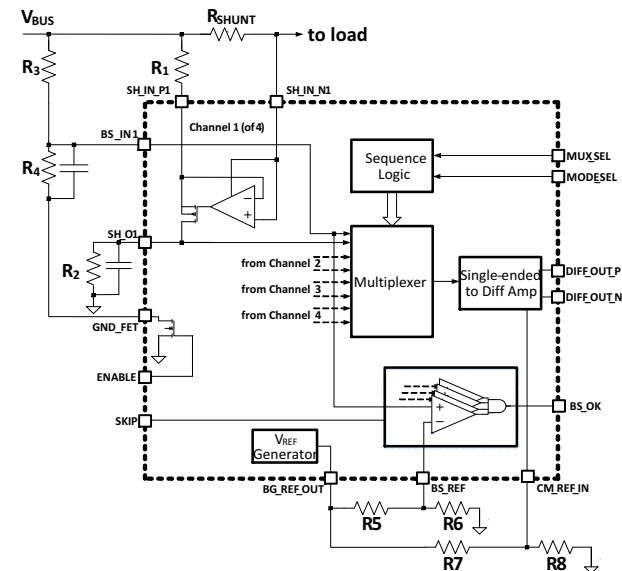 VBUS
RSHUNT
to load
R3
R1
SH_IN_P1
SH_IN_N1
BS_IN1
Channel 1 (of4)
R4
Sequence
Logic
MUX_SEL
MODE_SEL
SH_O1
R2
from Channel 2
from Channel 3
from Channel 4
Multiplexer
Single-ended
to Diff Amp
DIFF_OUT_P
DIFF_OUT_N
GND_FET
ENABLE
SKIP
BS_OK
VREF
Generator
BG_REF_OUT
BS_REF
CM_REF_IN
R5
R6
R7
R8